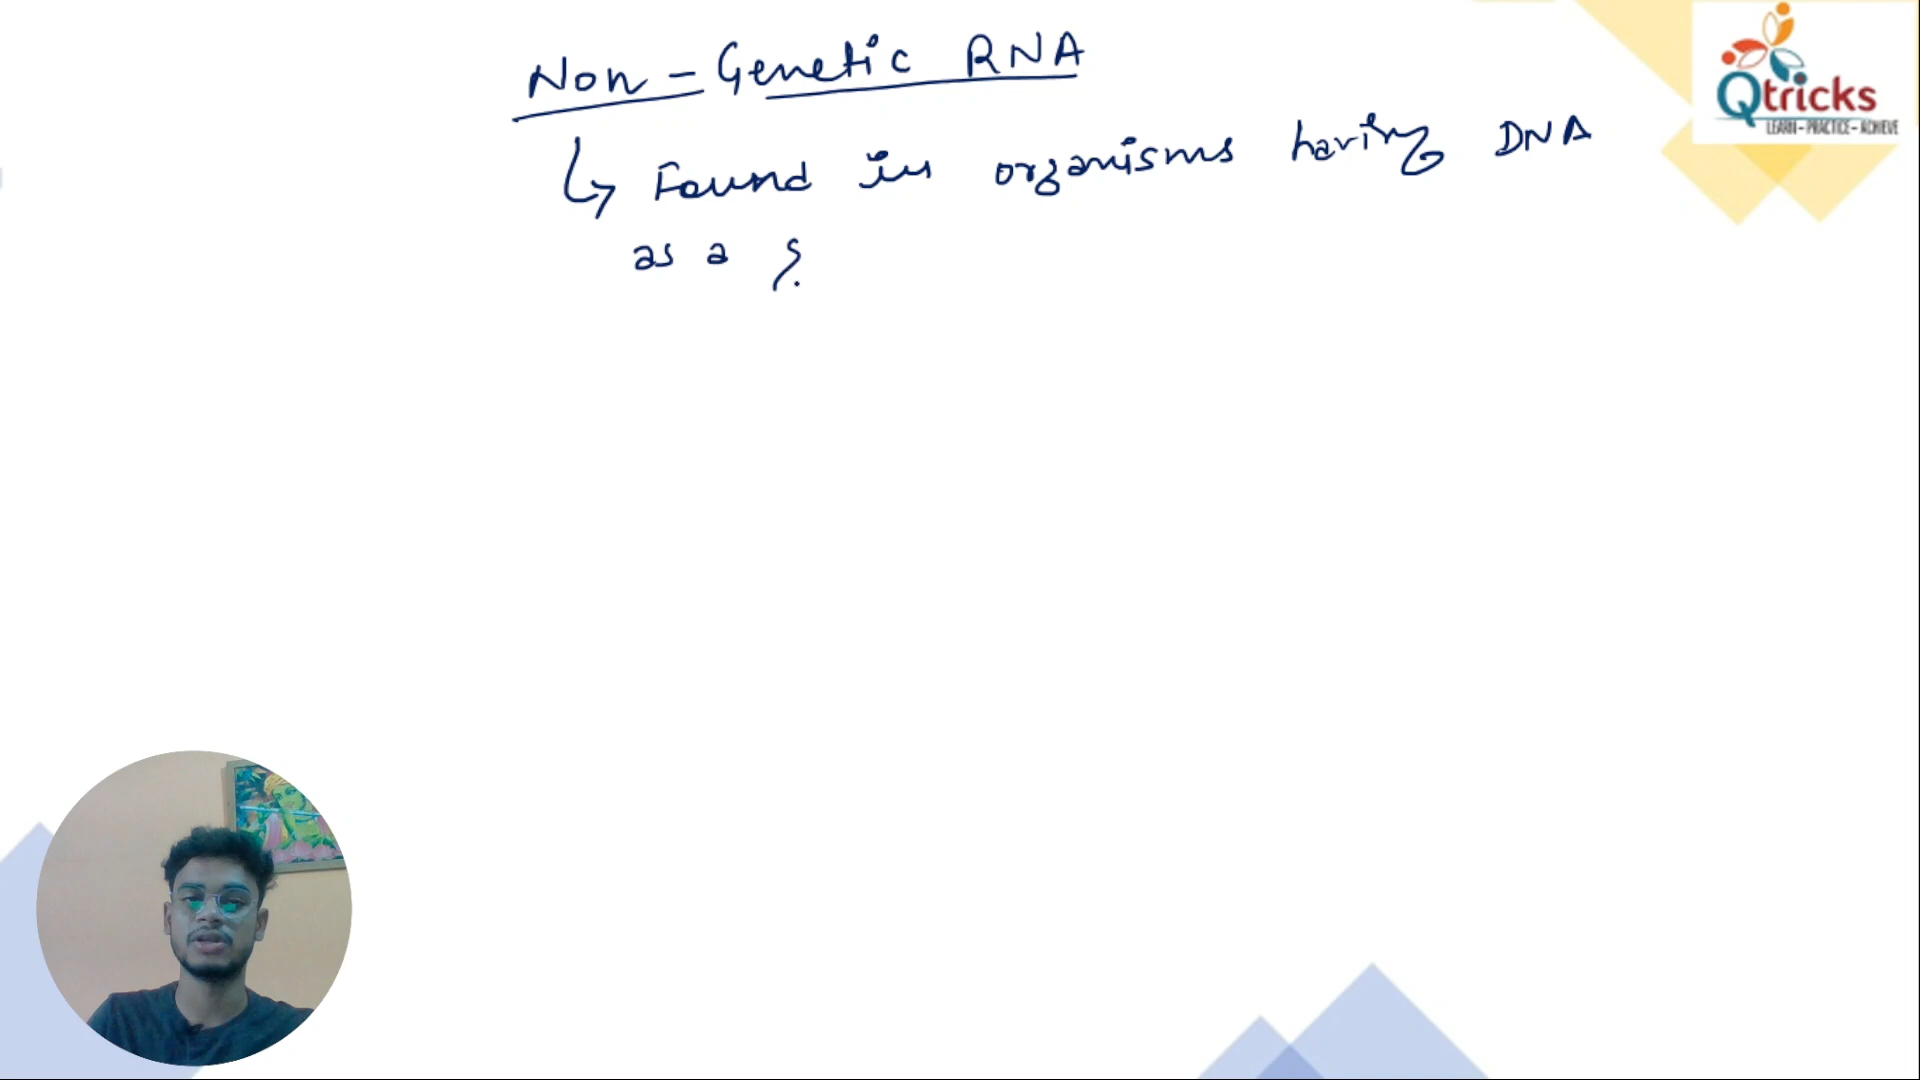 Non - Genetic RNA
↳ Found in organisms having DNA
as a
Qtricks
LEARN - PRACTICE - ACHIEVE